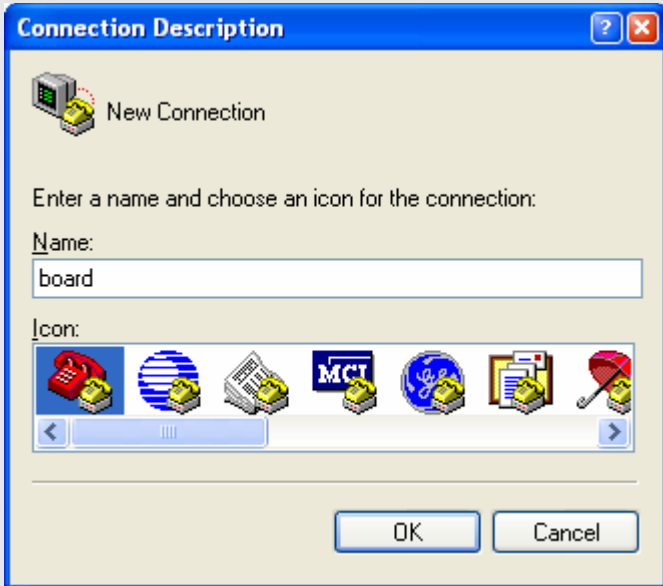 Connection Description
New Connection
Enter a name and choose an icon for the connection:
Name:
board
Icon:
MCI
OK Cancel